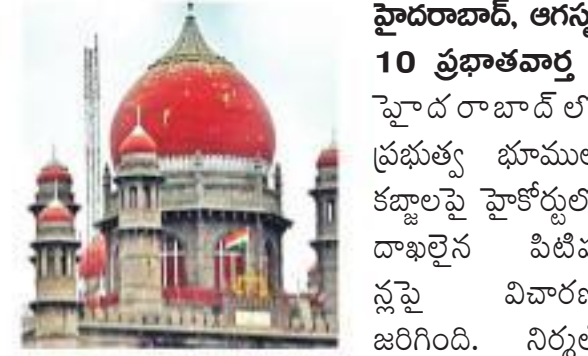 హైదరాబాద్, ఆగస్ట
10 ప్రభాతవార్త
హైదరాబాద్ లో
ప్రభుత్వ భూముల
కబ్జాలపై హైకోర్టులో
దాఖలైన పిటిష
న్లపై విచారణ
జరిగింది. నిర్మల